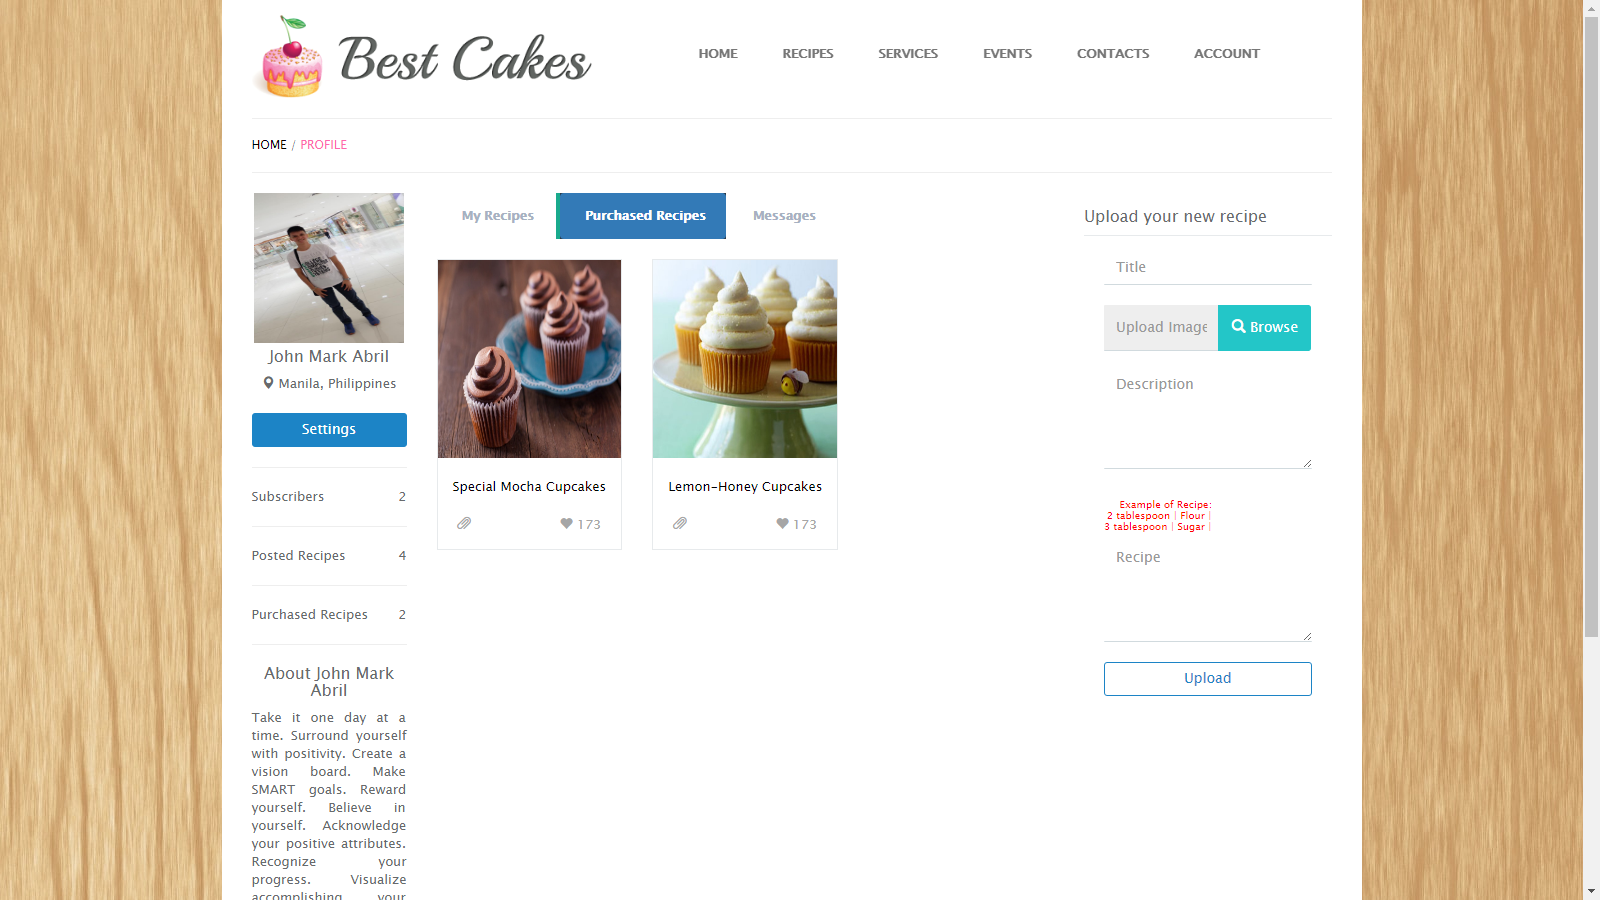 Best Cakes
HOME RECIPES SERVICES EVENTS CONTACTS ACCOUNT
HOME / PROFILE
John Mark Abril
Manila, Philippines
Settings
Subscribers 2
Posted Recipes 4
Purchased Recipes 2
About John Mark
Abril
Take it one day at a
time. Surround yourself
with positivity. Create a
vision board. Make
SMART goals. Reward
yourself. Believe in
yourself. Acknowledge
your positive attributes.
Recognize your
progress. Visualize
accomplishing your
My Recipes Purchased Recipes Messages
Special Mocha Cupcakes
173
Lemon-Honey Cupcakes
173
Upload your new recipe
Title
Upload Image Browse
Description
Example of Recipe:
2 tablespoon | Flour |
3 tablespoon | Sugar |
Recipe
Upload